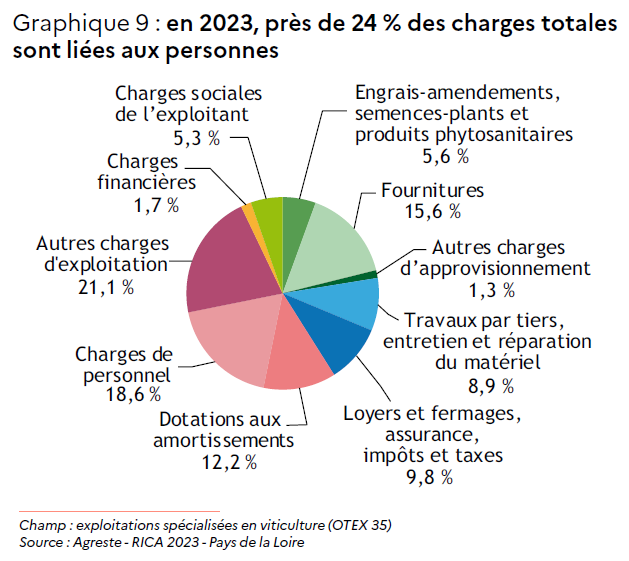 Graphique 9 : en 2023, près de 24 % des charges totales
sont liées aux personnes
Charges sociales
de l’exploitant
5,3 %
Engrais-amendements,
semences-plants et
produits phytosanitaires
5,6 %
Charges
financières
1,7 %
Fournitures
15,6 %
Autres charges
d'exploitation
21,1 %
Autres charges
d’approvisionnement
1,3 %
Travaux par tiers,
entretien et réparation
du matériel
8,9 %
Charges de
personnel
18,6 %
Dotations aux
amortissements
12,2 %
Loyers et fermages,
assurance,
impôts et taxes
9,8 %
Champ : exploitations spécialisées en viticulture (OTEX 35)
Source : Agreste - RICA 2023 - Pays de la Loire